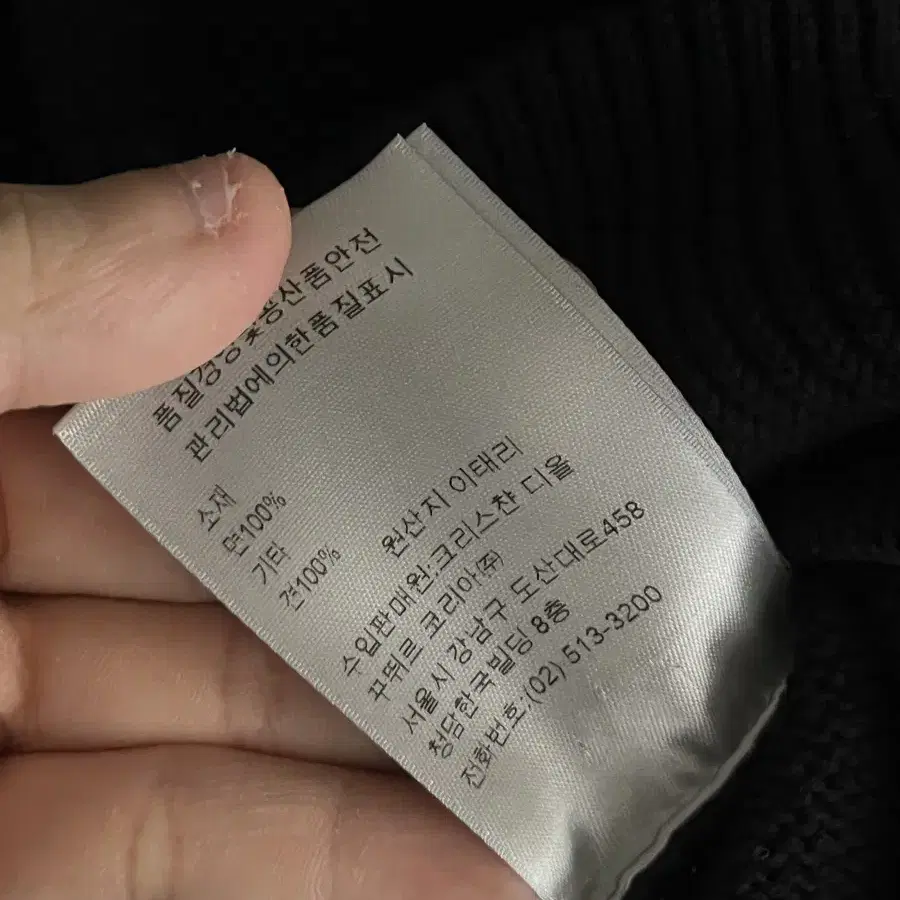 품질경영및공산품안전
관리법에의한품질표시
소재
면100%
기타
견100%
원산지 이태리
수입판매원:크리스챤 디올
꾸뛰르 코리아㈜
서울시 강남구 도산대로458
청담한국빌딩 8층
전화번호.(02) 513-3200